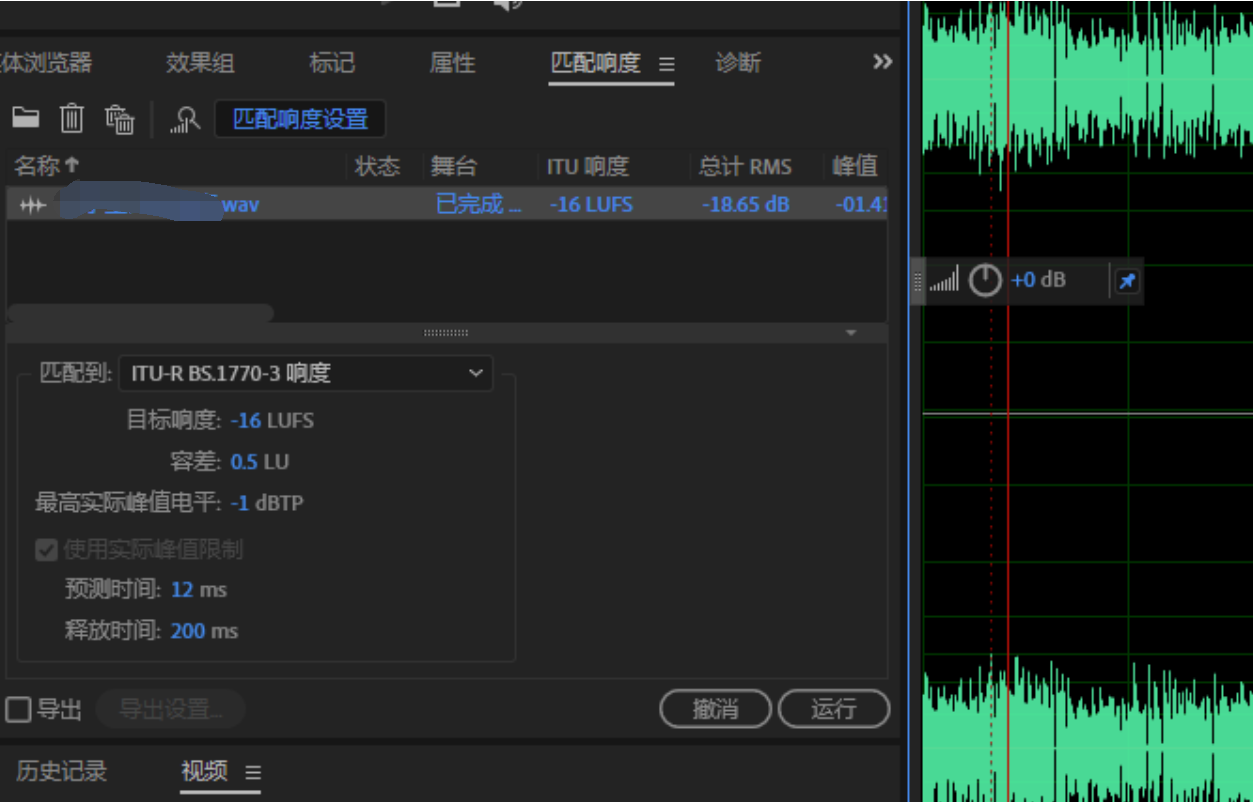 体浏览器 效果组 标记 属性 匹配响度 诊断
匹配响度设置
名称 状态 舞台 ITU 响度 总计 RMS 峰值
wav 已完成 ... -16 LUFS -18.65 dB -01.41
+0 dB
匹配到: ITU-R BS.1770-3 响度
目标响度: -16 LUFS
容差: 0.5 LU
最高实际峰值电平: -1 dBTP
使用实际峰值限制
预测时间: 12 ms
释放时间: 200 ms
导出 导出设置... 撤消 运行
历史记录 视频